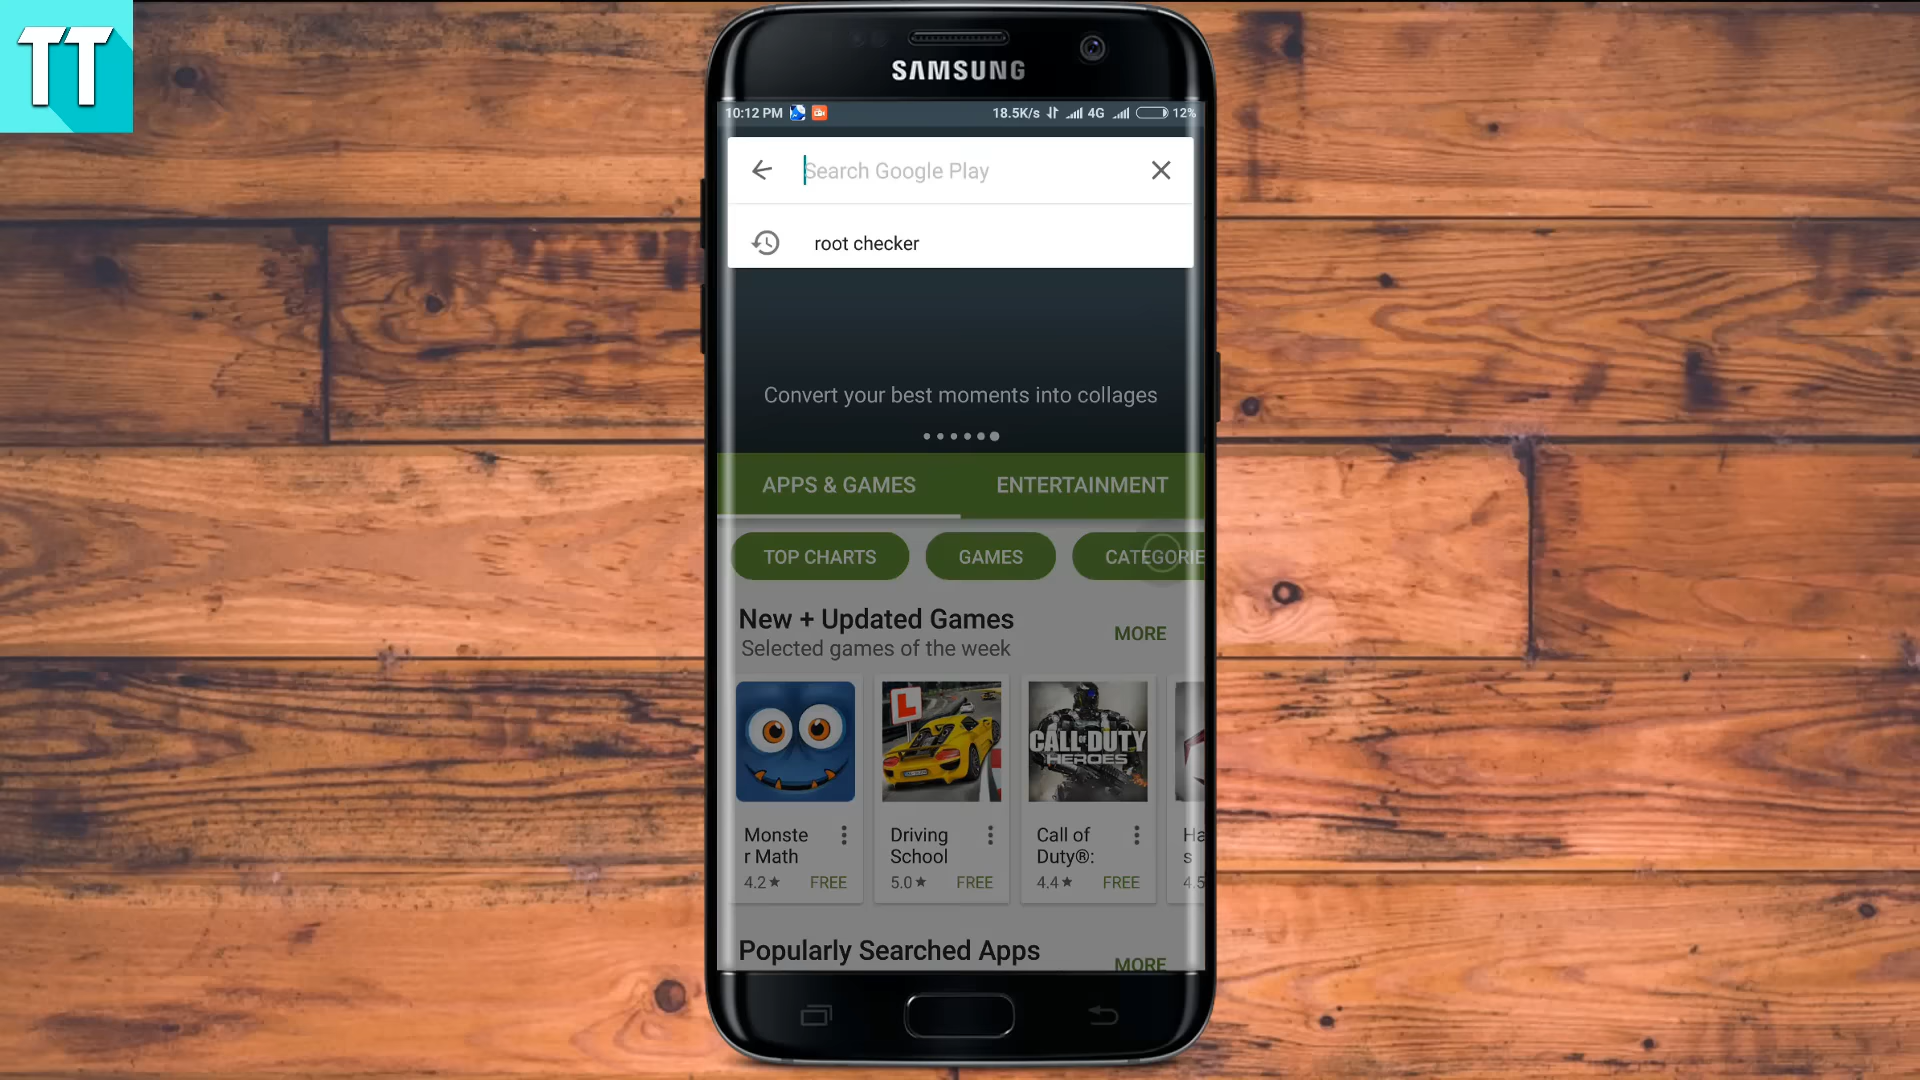 TT
SAMSUNG
10:12 PM 18.5K/s 4G 12%
Search Google Play
root checker
Convert your best moments into collages
APPS & GAMES ENTERTAINMENT
TOP CHARTS GAMES CATEGORIE
New + Updated Games
MORE
Selected games of the week
L
CALL OF DUTY
HEROES
Monste
r Math
4.2★ FREE
Driving
School
5.0★ FREE
Call of
Duty®:
4.4★ FREE
Ha
s
4.5
Popularly Searched Apps
MORE